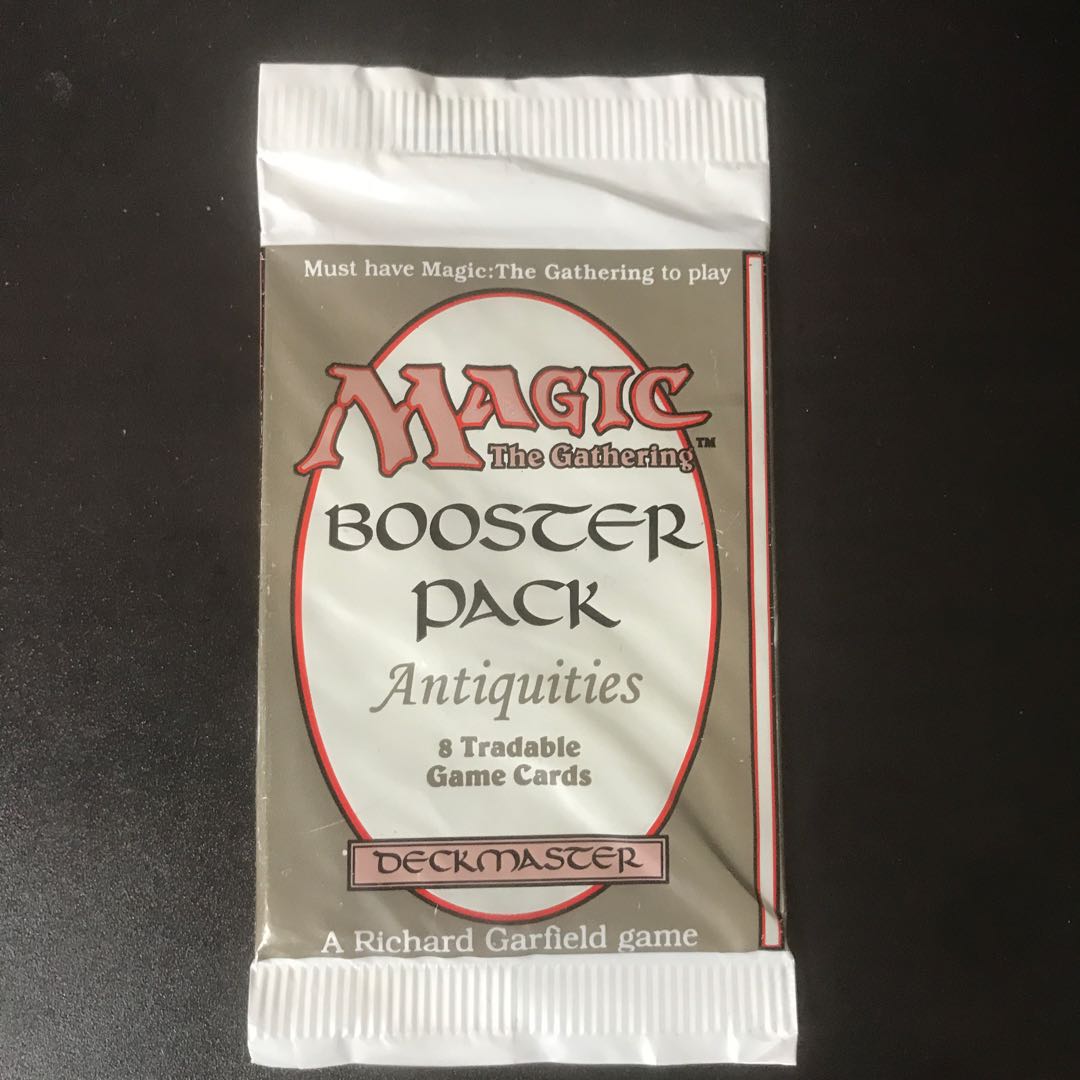 Must have Magic:The Gathering to play
MAGIC
The Gathering™
BOOSTER
PACK
Antiquities
8 Tradable
Game Cards
DECKMASTER
A Richard Garfield game